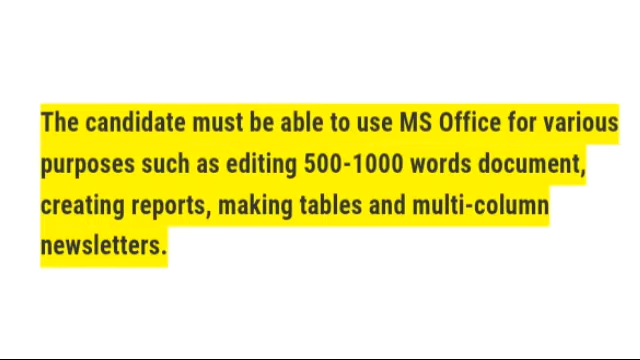 The candidate must be able to use MS Office for various
purposes such as editing 500-1000 words document,
creating reports, making tables and multi-column
newsletters.